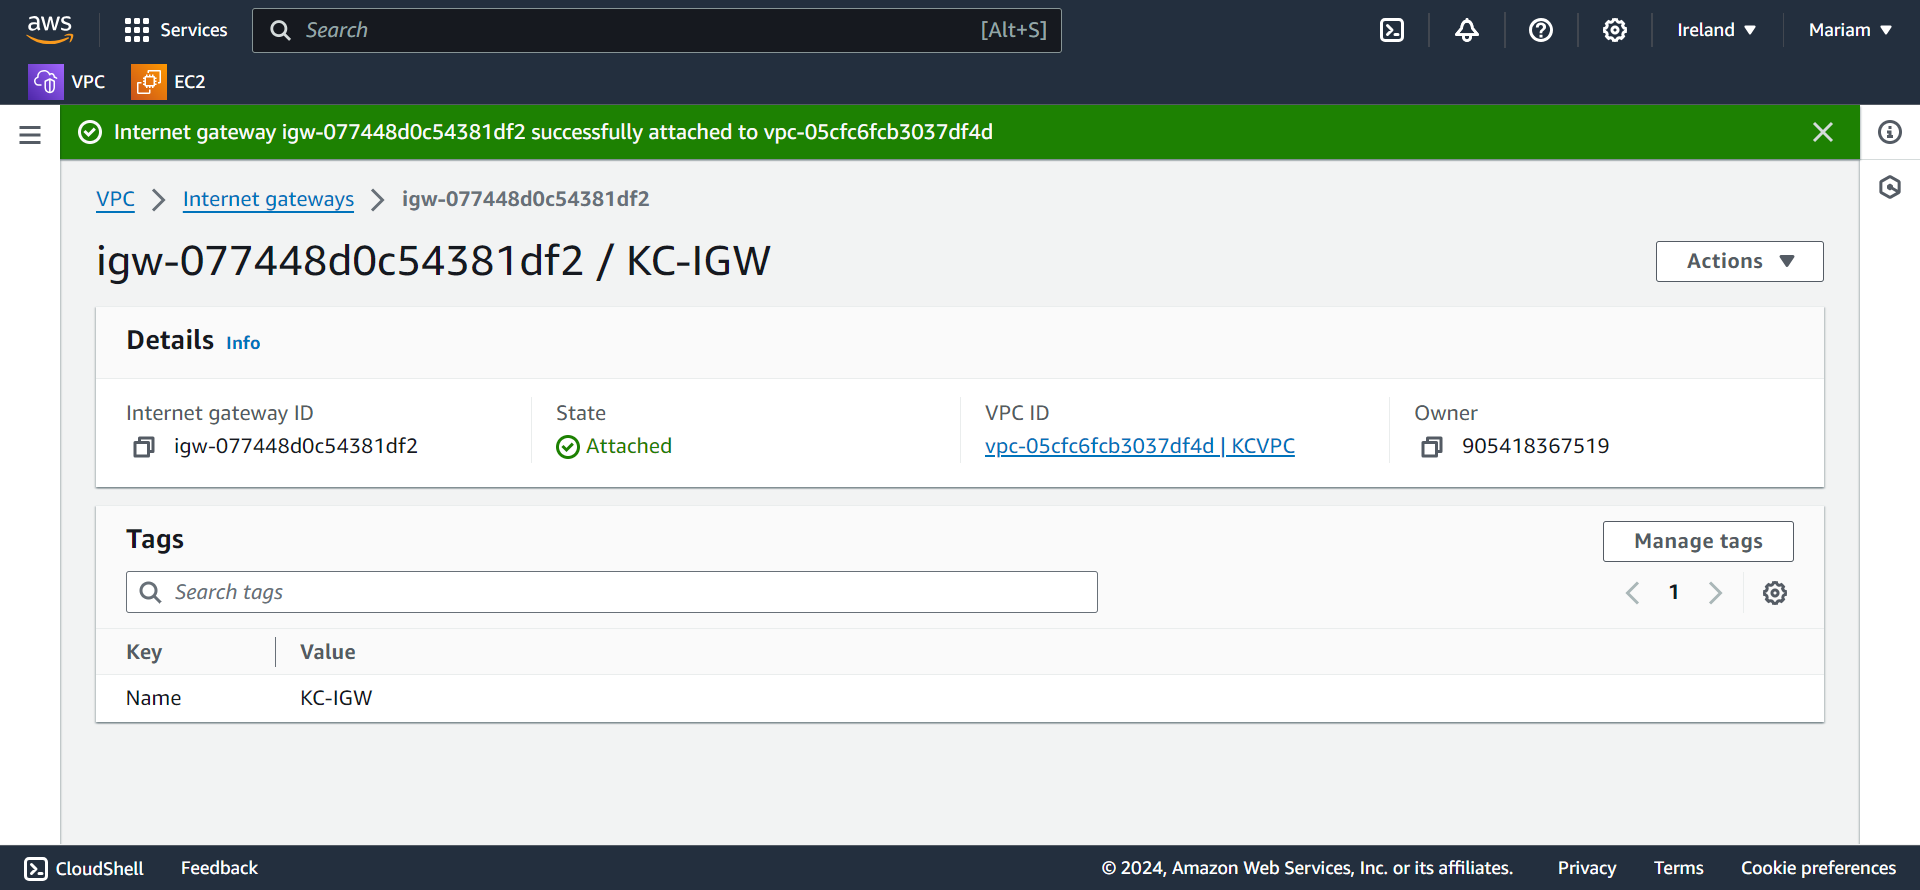 aws
Services
Search
[Alt+S]
Ireland
Mariam
VPC
EC2
Internet gateway igw-077448d0c54381df2 successfully attached to vpc-05cfc6fcb3037df4d
VPC
Internet gateways
igw-077448d0c54381df2
igw-077448d0c54381df2 / KC-IGW
Actions
Details Info
Internet gateway ID
State
VPC ID
Owner
igw-077448d0c54381df2
Attached
vpc-05cfc6fcb3037df4d | KCVPC
905418367519
Tags
Manage tags
Search tags
1
Key
Value
Name
KC-IGW
CloudShell
Feedback
© 2024, Amazon Web Services, Inc. or its affiliates.
Privacy
Terms
Cookie preferences